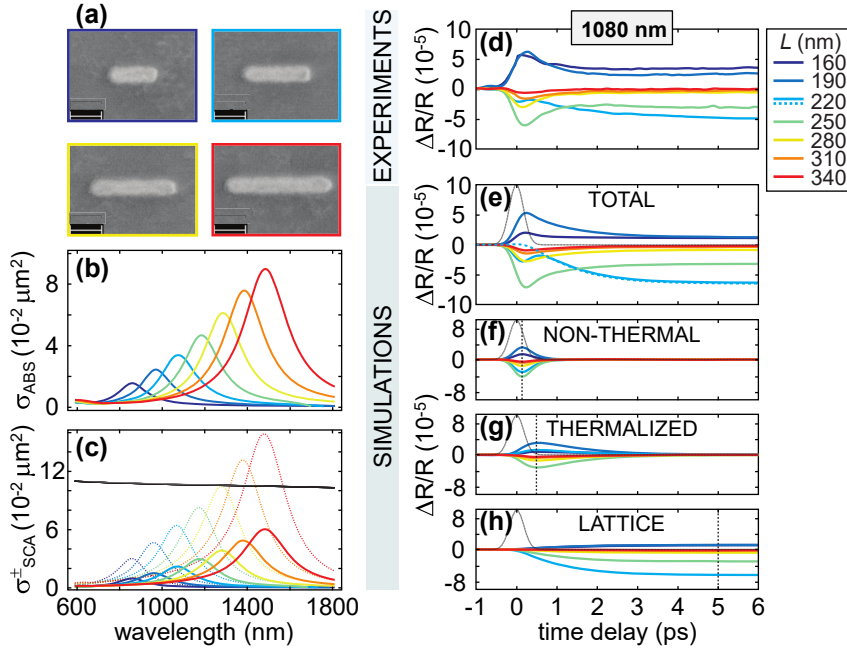 (a)
EXPERIMENTS
SIMULATIONS
(b)
σABS (10⁻² μm²)
8
4
0
(c)
σ±SCA (10⁻² μm²)
12
8
4
0
600 1000 1400 1800
wavelength (nm)
1080 nm
(d)
ΔR/R (10⁻⁵)
10
5
0
-5
-10
L (nm)
160
190
220
250
280
310
340
(e) TOTAL
ΔR/R (10⁻⁵)
10
5
0
-5
-10
(f) NON-THERMAL
8
0
-8
(g) THERMALIZED
ΔR/R (10⁻⁵)
8
0
8
(h) LATTICE
8
0
-8
-1 0 1 2 3 4 5 6
time delay (ps)